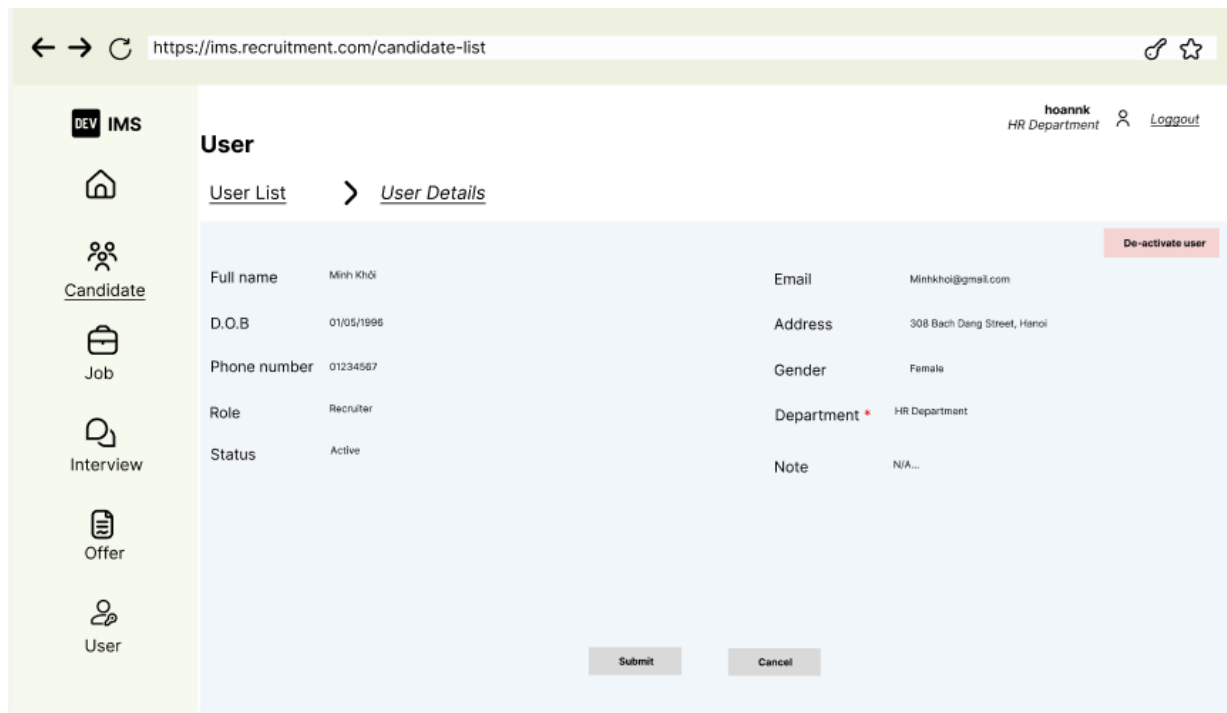 https://ims.recruitment.com/candidate-list
DEV IMS
hoannk
HR Department
Loggout
User
User List
User Details
De-activate user
Candidate
Job
Interview
Offer
User
Full name Minh Khôi
D.O.B 01/05/1996
Phone number 01234567
Role Recruiter
Status Active
Email Minhkhoi@gmail.com
Address 308 Bach Dang Street, Hanoi
Gender Female
Department * HR Department
Note N/A...
Submit
Cancel